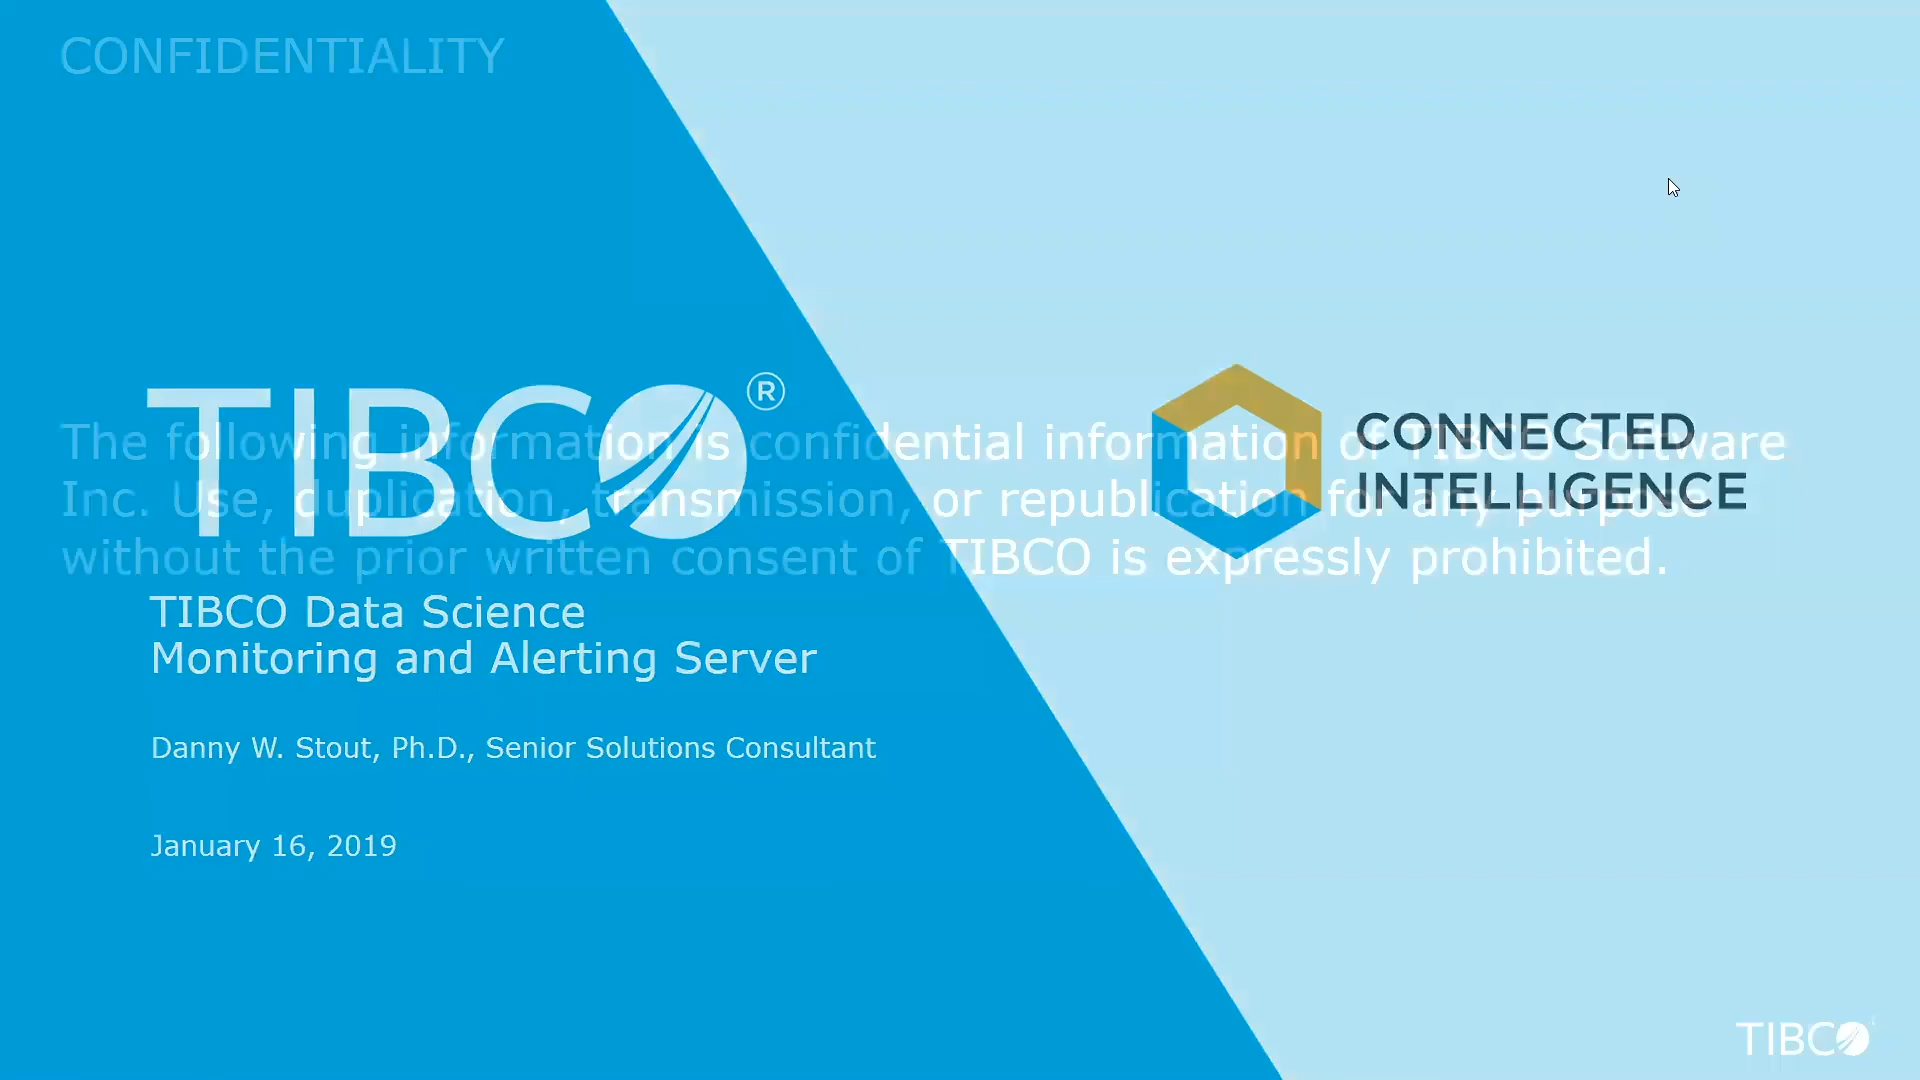 CONFIDENTIALITY
TIBCO®
CONNECTED
INTELLIGENCE
The following information is confidential information of TIBCO Software
Inc. Use, duplication, transmission, or republication for any purpose
without the prior written consent of TIBCO is expressly prohibited.
TIBCO Data Science
Monitoring and Alerting Server
Danny W. Stout, Ph.D., Senior Solutions Consultant
January 16, 2019
TIBCO